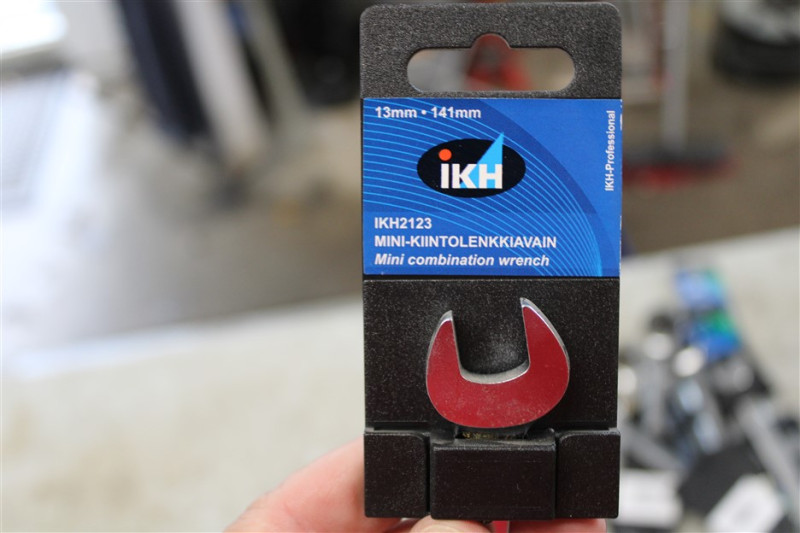 13mm • 141mm
IKH
IKH-Professional
IKH2123
MINI-KIINTOLENKKIAVAIN
Mini combination wrench